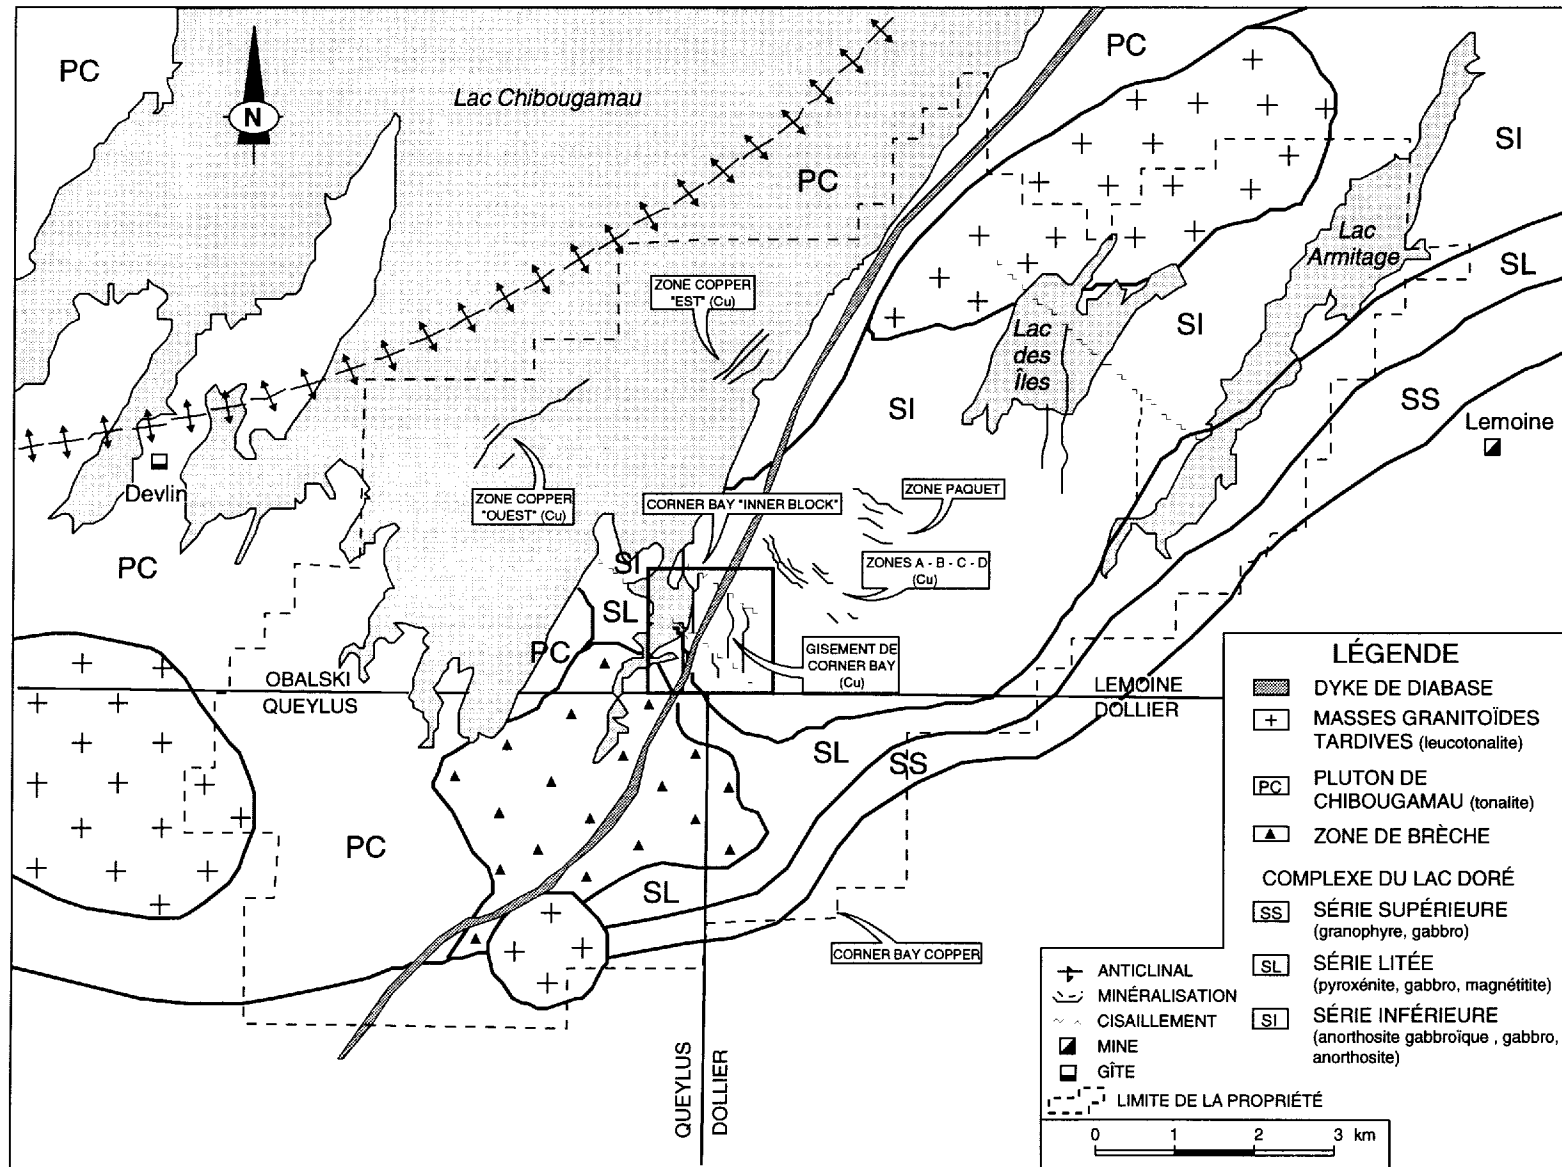 PC
N
Lac Chibougamau
PC
PC
SI
Lac
Armitage
SL
ZONE COPPER
"EST" (Cu)
Lac
des
Îles
SI
SI
SS
Lemoine
Devlin
ZONE COPPER
"OUEST" (Cu)
CORNER BAY "INNER BLOCK"
ZONE PAQUET
PC
SI
ZONES A - B - C - D
(Cu)
SL
PC
GISEMENT DE
CORNER BAY
(Cu)
OBALSKI
QUEYLUS
LEMOINE
DOLLIER
SL
SS
PC
SL
CORNER BAY COPPER
QUEYLUS
DOLLIER
LÉGENDE
DYKE DE DIABASE
MASSES GRANITOÏDES
TARDIVES (leucotonalite)
PC
PLUTON DE
CHIBOUGAMAU (tonalite)
ZONE DE BRÈCHE
COMPLEXE DU LAC DORÉ
SS
SÉRIE SUPÉRIEURE
(granophyre, gabbro)
SL
SÉRIE LITÉE
(pyroxénite, gabbro, magnétitite)
SI
SÉRIE INFÉRIEURE
(anorthosite gabbroïque , gabbro,
anorthosite)
ANTICLINAL
MINÉRALISATION
CISAILLEMENT
MINE
GÎTE
LIMITE DE LA PROPRIÉTÉ
0 1 2 3 km